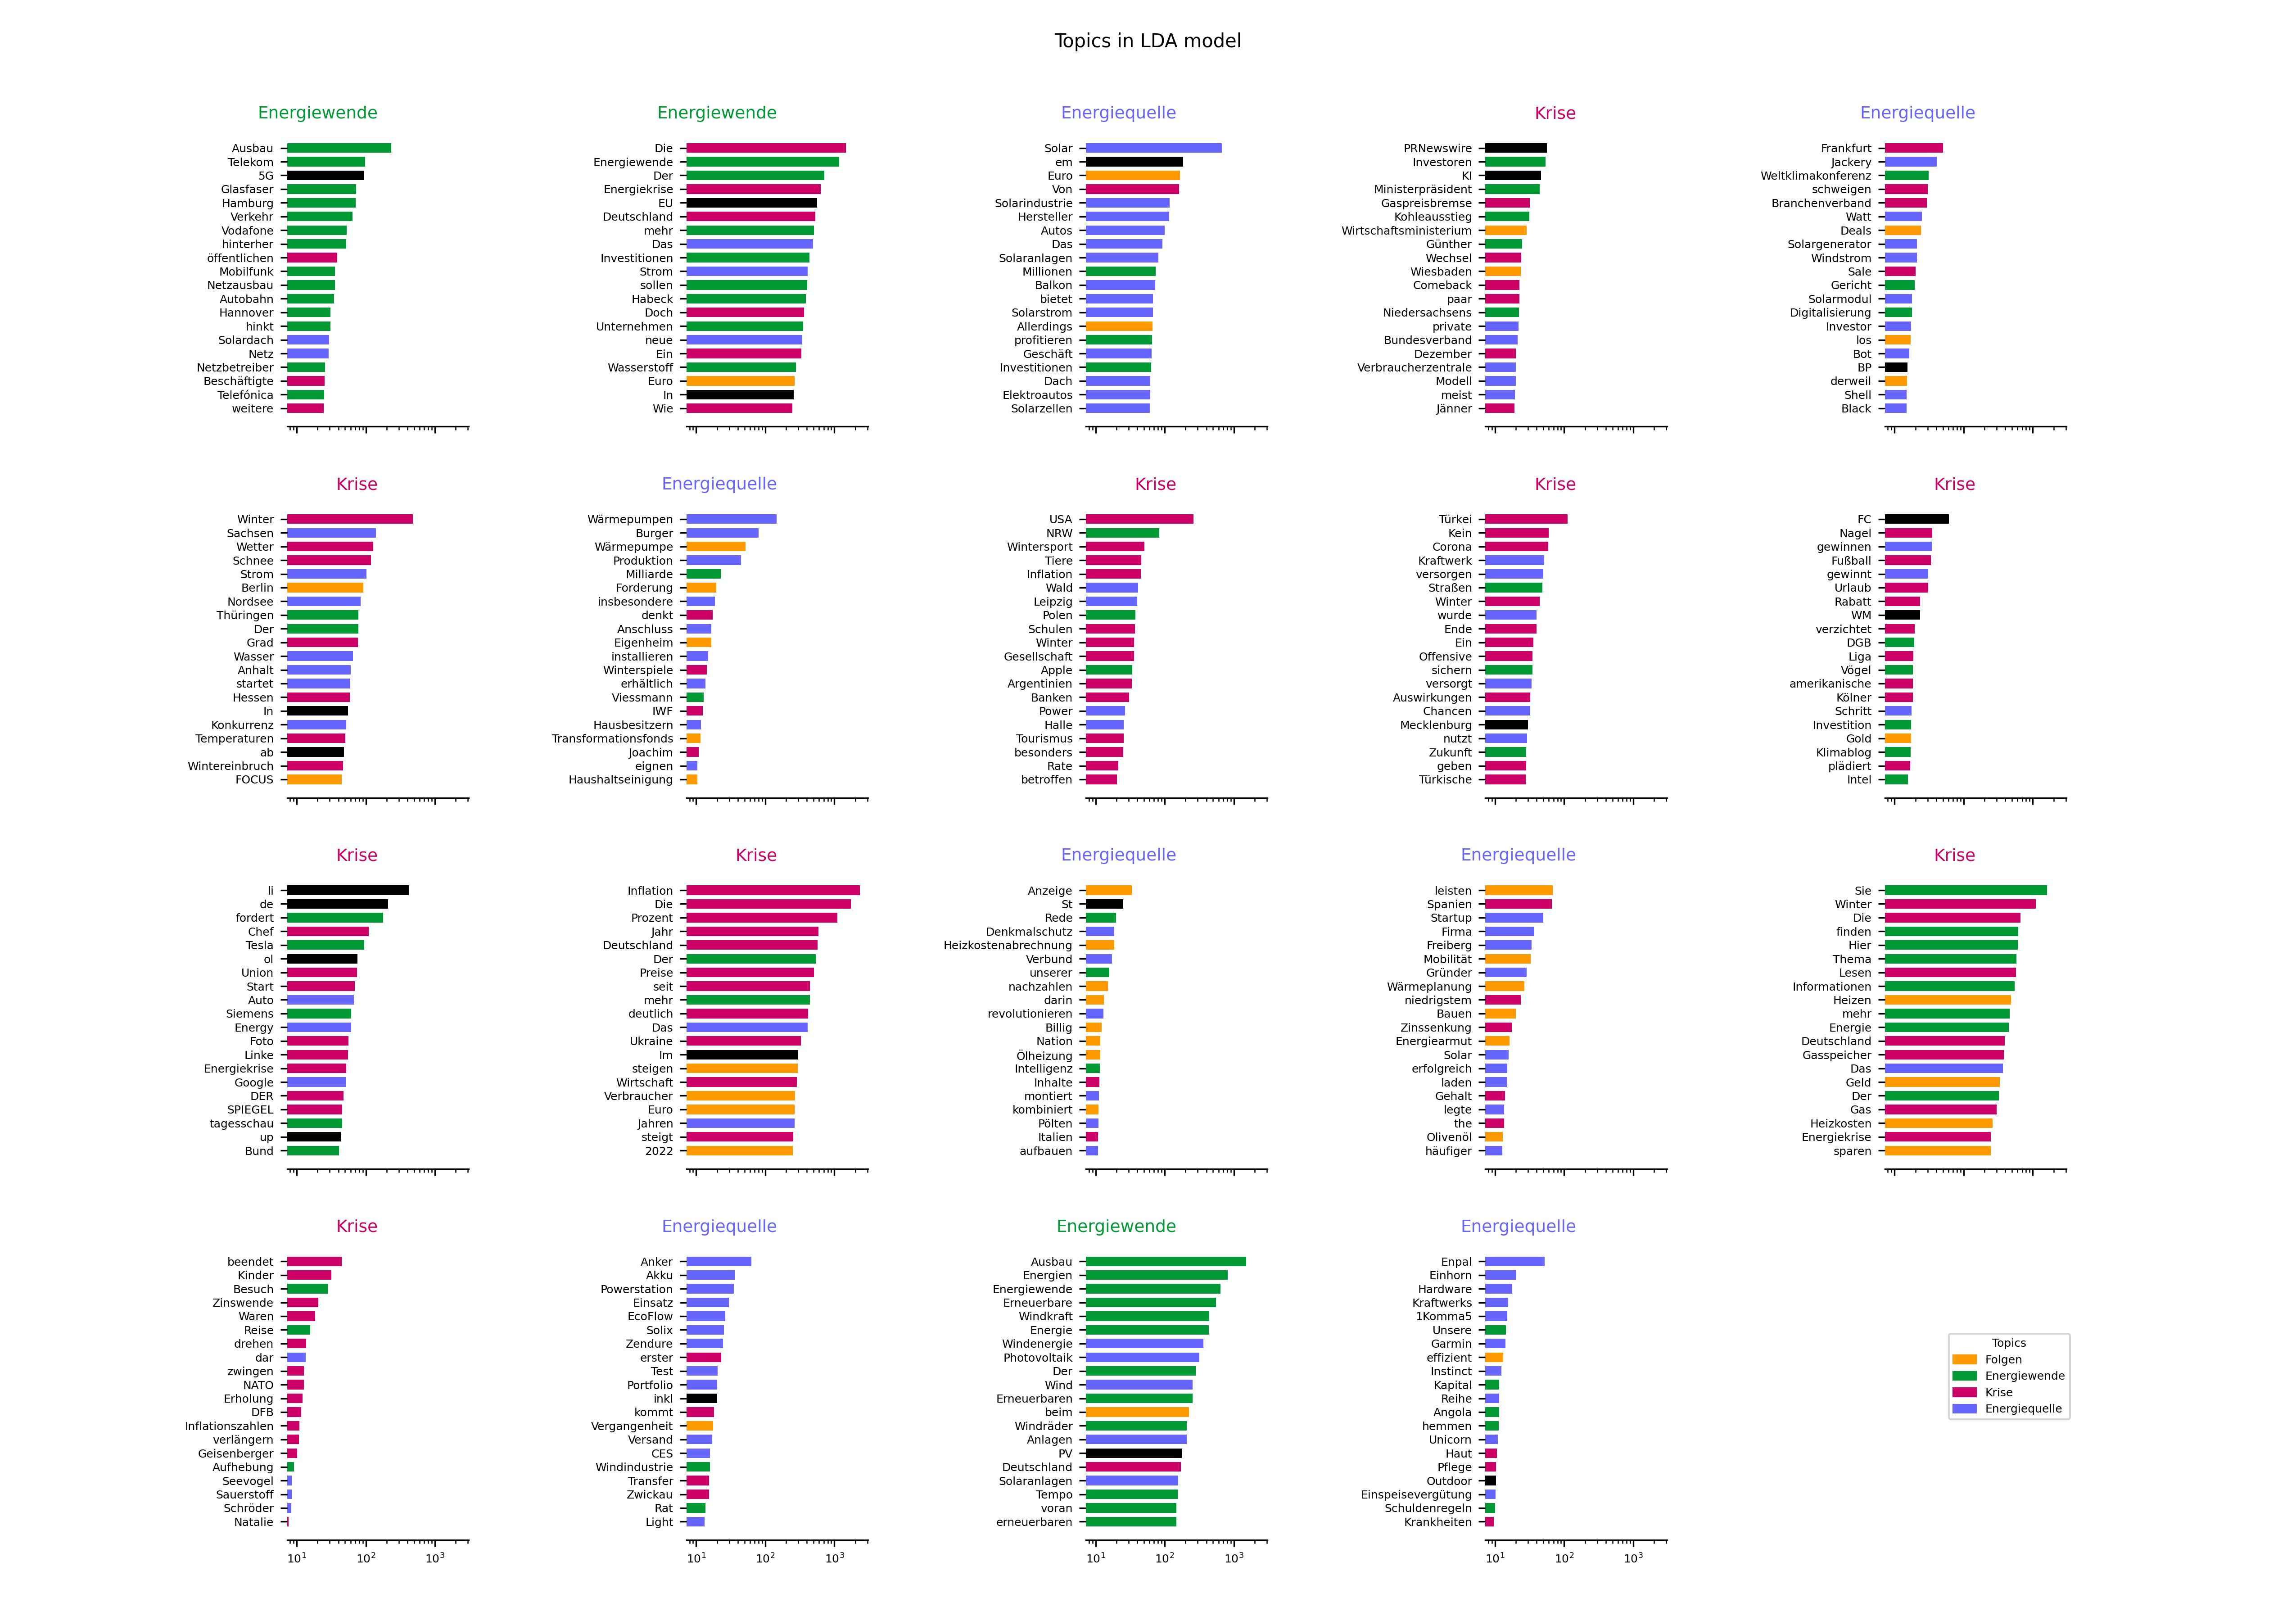 Topics in LDA model
Energiewende
Ausbau
Telekom
5G
Glasfaser
Hamburg
Verkehr
Vodafone
hinterher
öffentlichen
Mobilfunk
Netzausbau
Autobahn
Hannover
hinkt
Solardach
Netz
Netzbetreiber
Beschäftigte
Telefónica
weitere
Energiewende
Die
Energiewende
Der
Energiekrise
EU
Deutschland
mehr
Das
Investitionen
Strom
sollen
Habeck
Doch
Unternehmen
neue
Ein
Wasserstoff
Euro
In
Wie
Energiequelle
Solar
em
Euro
Von
Solarindustrie
Hersteller
Autos
Das
Solaranlagen
Millionen
Balkon
bietet
Solarstrom
Allerdings
profitieren
Geschäft
Investitionen
Dach
Elektroautos
Solarzellen
Krise
PRNewswire
Investoren
KI
Ministerpräsident
Gaspreisbremse
Kohleausstieg
Wirtschaftsministerium
Günther
Wechsel
Wiesbaden
Comeback
paar
Niedersachsens
private
Bundesverband
Dezember
Verbraucherzentrale
Modell
meist
Jänner
Energiequelle
Frankfurt
Jackery
Weltklimakonferenz
schweigen
Branchenverband
Watt
Deals
Solargenerator
Windstrom
Sale
Gericht
Solarmodul
Digitalisierung
Investor
los
Bot
BP
derweil
Shell
Black
Krise
Winter
Sachsen
Wetter
Schnee
Strom
Berlin
Nordsee
Thüringen
Der
Grad
Wasser
Anhalt
startet
Hessen
In
Konkurrenz
Temperaturen
ab
Wintereinbruch
FOCUS
Energiequelle
Wärmepumpen
Burger
Wärmepumpe
Produktion
Milliarde
Forderung
insbesondere
denkt
Anschluss
Eigenheim
installieren
Winterspiele
erhältlich
Viessmann
IWF
Hausbesitzern
Transformationsfonds
Joachim
eignen
Haushaltseinigung
Krise
USA
NRW
Wintersport
Tiere
Inflation
Wald
Leipzig
Polen
Schulen
Winter
Gesellschaft
Apple
Argentinien
Banken
Power
Halle
Tourismus
besonders
Rate
betroffen
Krise
Türkei
Kein
Corona
Kraftwerk
versorgen
Straßen
Winter
wurde
Ende
Ein
Offensive
sichern
versorgt
Auswirkungen
Chancen
Mecklenburg
nutzt
Zukunft
geben
Türkische
Krise
FC
Nagel
gewinnen
Fußball
gewinnt
Urlaub
Rabatt
WM
verzichtet
DGB
Liga
Vögel
amerikanische
Kölner
Schritt
Investition
Gold
Klimablog
plädiert
Intel
Krise
li
de
fordert
Chef
Tesla
ol
Union
Start
Auto
Siemens
Energy
Foto
Linke
Energiekrise
Google
DER
SPIEGEL
tagesschau
up
Bund
Krise
Inflation
Die
Prozent
Jahr
Deutschland
Der
Preise
seit
mehr
deutlich
Das
Ukraine
Im
steigen
Wirtschaft
Verbraucher
Euro
Jahren
steigt
2022
Energiequelle
Anzeige
St
Rede
Denkmalschutz
Heizkostenabrechnung
Verbund
unserer
nachzahlen
darin
revolutionieren
Billig
Nation
Ölheizung
Intelligenz
Inhalte
montiert
kombiniert
Pölten
Italien
aufbauen
Energiequelle
leisten
Spanien
Startup
Firma
Freiberg
Mobilität
Gründer
Wärmeplanung
niedrigstem
Bauen
Zinssenkung
Energiearmut
Solar
erfolgreich
laden
Gehalt
legte
the
Olivenöl
häufiger
Krise
Sie
Winter
Die
finden
Hier
Thema
Lesen
Informationen
Heizen
mehr
Energie
Deutschland
Gasspeicher
Das
Geld
Der
Gas
Heizkosten
Energiekrise
sparen
Krise
beendet
Kinder
Besuch
Zinswende
Waren
Reise
drehen
dar
zwingen
NATO
Erholung
DFB
Inflationszahlen
verlängern
Geisenberger
Aufhebung
Seevogel
Sauerstoff
Schröder
Natalie
10¹ 10² 10³
Energiequelle
Anker
Akku
Powerstation
Einsatz
EcoFlow
Solix
Zendure
erster
Test
Portfolio
inkl
kommt
Vergangenheit
Versand
CES
Windindustrie
Transfer
Zwickau
Rat
Light
10¹ 10² 10³
Energiewende
Ausbau
Energien
Energiewende
Erneuerbare
Windkraft
Energie
Windenergie
Photovoltaik
Der
Wind
Erneuerbaren
beim
Windräder
Anlagen
PV
Deutschland
Solaranlagen
Tempo
voran
erneuerbaren
10¹ 10² 10³
Energiequelle
Enpal
Einhorn
Hardware
Kraftwerks
1Komma5
Unsere
Garmin
effizient
Instinct
Kapital
Reihe
Angola
hemmen
Unicorn
Haut
Pflege
Outdoor
Einspeisevergütung
Schuldenregeln
Krankheiten
10¹ 10² 10³
Topics
Folgen
Energiewende
Krise
Energiequelle